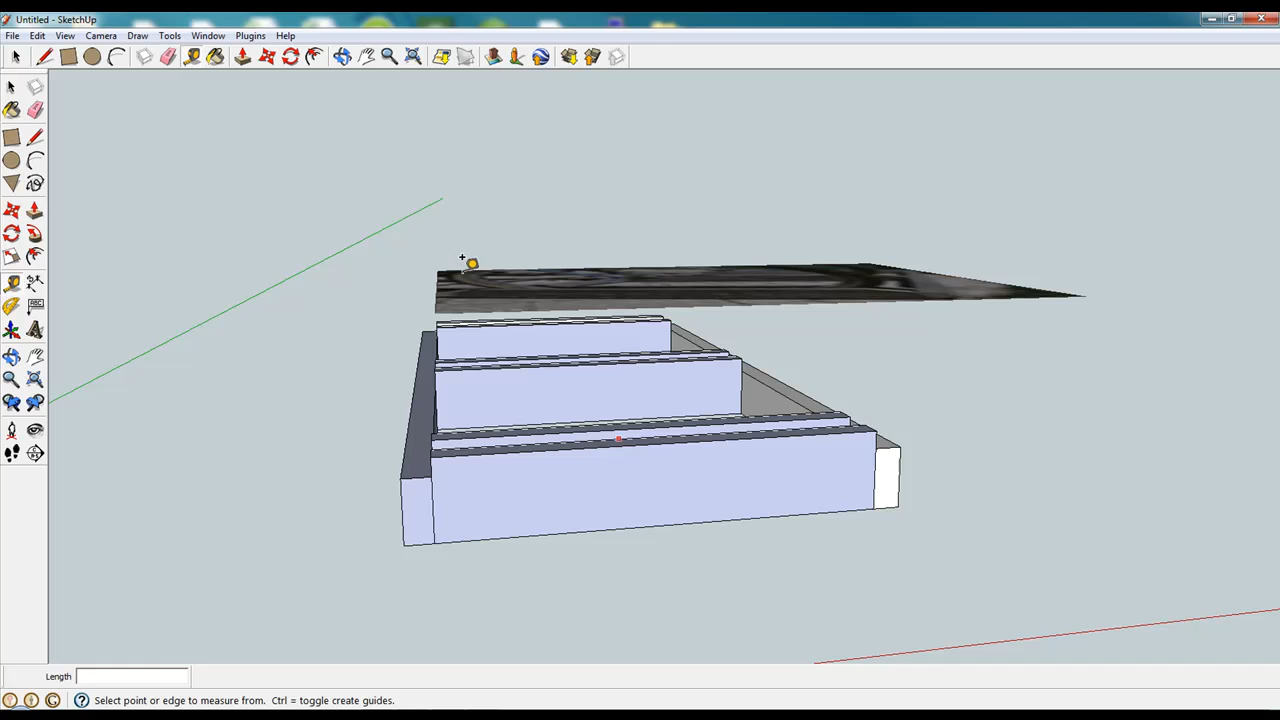 Untitled - SketchUp
File Edit View Camera Draw Tools Window Plugins Help
ABC
Length
Select point or edge to measure from. Ctrl = toggle create guides.